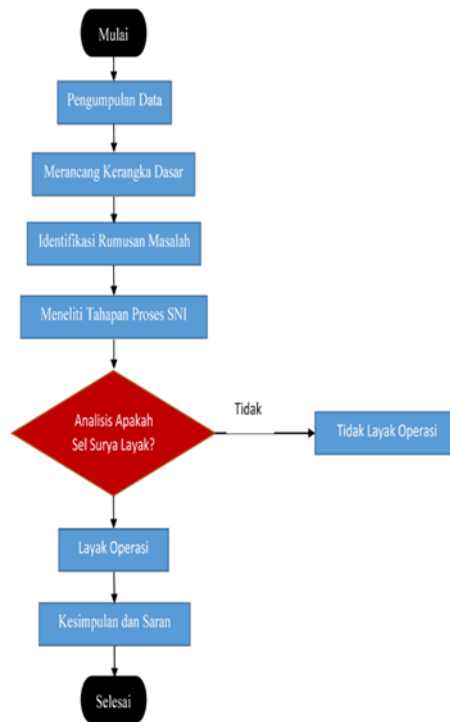 Mulai
Pengumpulan Data
Merancang Kerangka Dasar
Identifikasi Rumusan Masalah
Meneliti Tahapan Proses SNI
Analisis Apakah
Sel Surya Layak?
Tidak
Tidak Layak Operasi
Layak Operasi
Kesimpulan dan Saran
Selesai